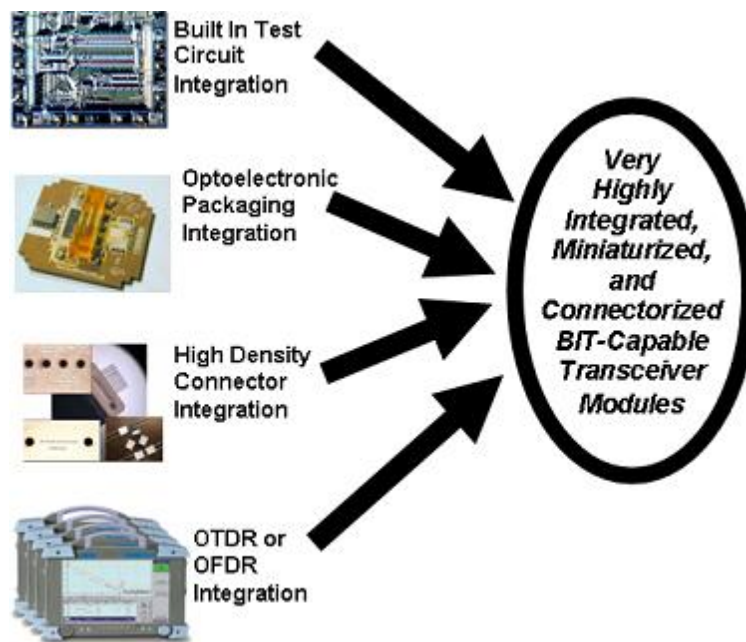 Built In Test
Circuit
Integration
Optoelectronic
Packaging
Integration
High Density
Connector
Integration
OTDR or
OFDR
Integration
Very
Highly
Integrated,
Miniaturized,
and
Connectorized
BIT-Capable
Transceiver
Modules